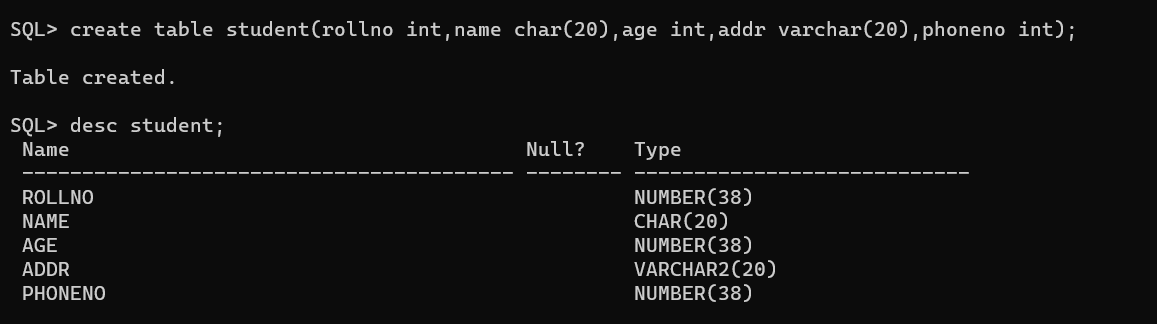 SQL> create table student(rollno int,name char(20),age int,addr varchar(20),phoneno int);
Table created.
SQL> desc student;
Name Null? Type
----------------------------------------- -------- ----------------------------
ROLLNO NUMBER(38)
NAME CHAR(20)
AGE NUMBER(38)
ADDR VARCHAR2(20)
PHONENO NUMBER(38)